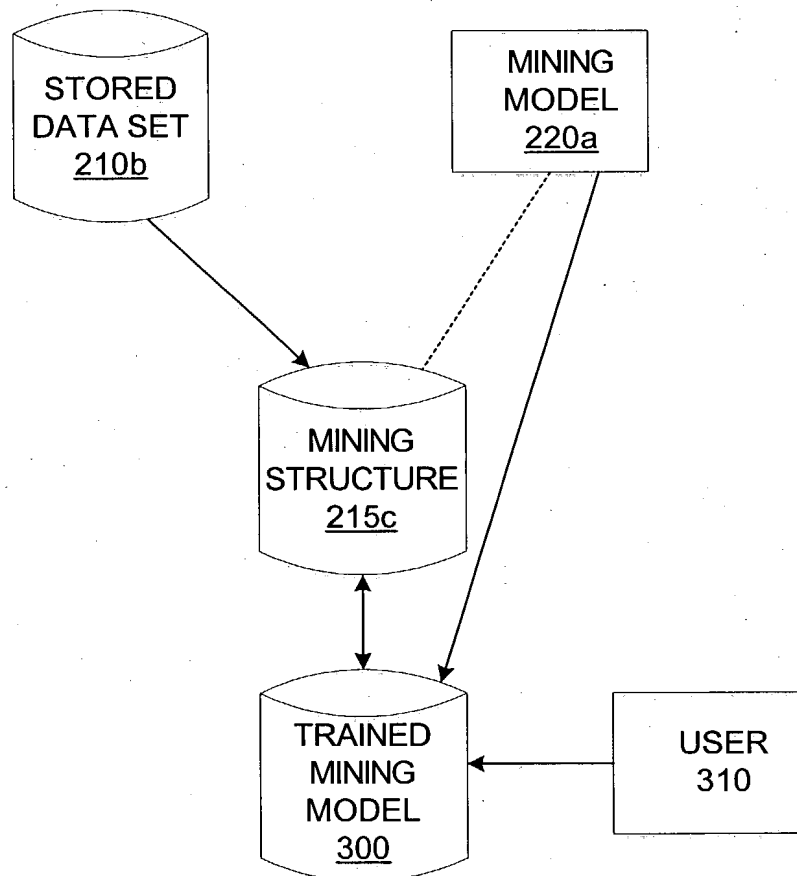 STORED
DATA SET
210b
MINING
MODEL
220a
MINING
STRUCTURE
215c
TRAINED
MINING
MODEL
300
USER
310